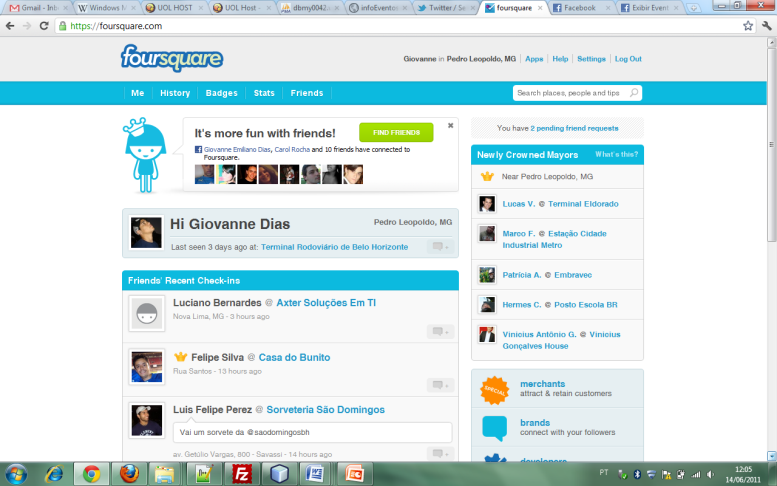 Gmail - Inb
Windows M
UOL HOST
UOL Host -
dbmy0042.
infoEvento
Twitter / Se
foursquare
Facebook
Exibir Event
https://foursquare.com
foursquare
Giovanne in Pedro Leopoldo, MG
Apps
Help
Settings
Log Out
Me
History
Badges
Stats
Friends
Search places, people and tips
It's more fun with friends!
FIND FRIENDS
Giovanne Emiliano Dias, Carol Rocha and 10 friends have connected to
Foursquare.
You have 2 pending friend requests
Newly Crowned Mayors
What's this?
Near Pedro Leopoldo, MG
Lucas V. @ Terminal Eldorado
Marco F. @ Estação Cidade
Industrial Metro
Patrícia A. @ Embravec
Hermes C. @ Posto Escola BR
Vinicius Antônio G. @ Vinicius
Gonçalves House
Hi Giovanne Dias
Pedro Leopoldo, MG
Last seen 3 days ago at: Terminal Rodoviário de Belo Horizonte
Friends' Recent Check-ins
Luciano Bernardes @ Axter Soluções Em TI
Nova Lima, MG - 3 hours ago
Felipe Silva @ Casa do Bunito
Rua Santos - 13 hours ago
Luis Felipe Perez @ Sorveteria São Domingos
Vai um sorvete da @saodomingosbh
av. Getúlio Vargas, 800 - Savassi - 14 hours ago
SPECIAL
merchants
attract & retain customers
brands
connect with your followers
developers
PT
12:05
14/06/2011